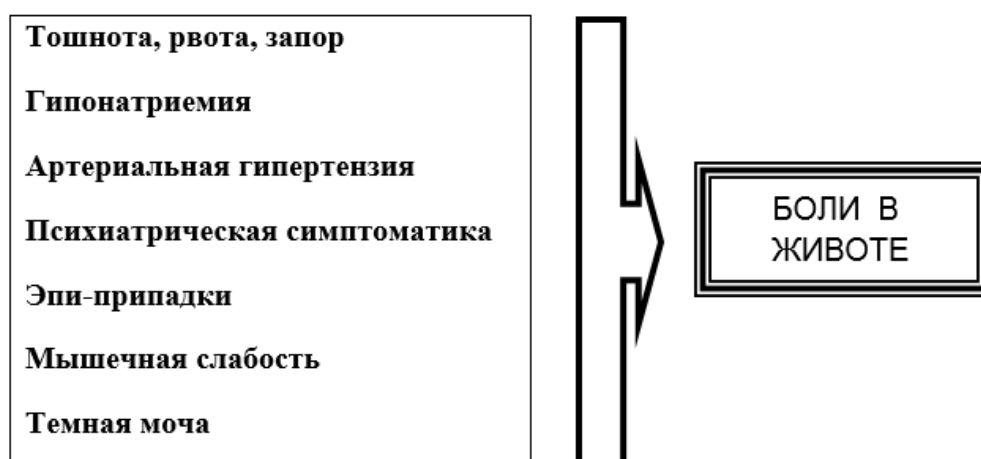 Тошнота, рвота, запор
Гипонатриемия
Артериальная гипертензия
Психиатрическая симптоматика
Эпи-припадки
Мышечная слабость
Темная моча
БОЛИ В
ЖИВОТЕ